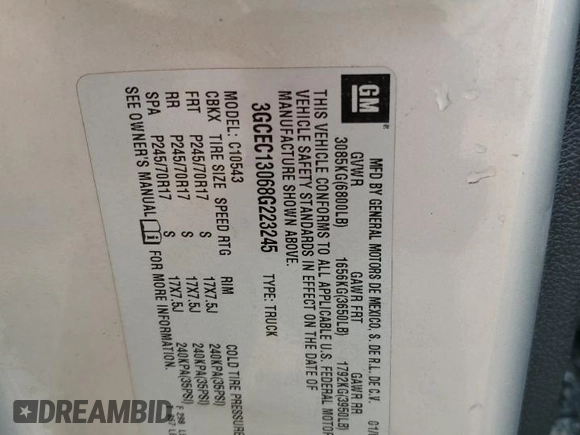 GM
MFD BY GENERAL MOTORS DE MEXICO, S. DE R.L. DE C.V. 01/
GVWR GAWR FRT GAWR RR
3085KG(6800LB) 1656KG(3650LB) 1792KG(3950LB)
THIS VEHICLE CONFORMS TO ALL APPLICABLE U.S. FEDERAL MOTOR
VEHICLE SAFETY STANDARDS IN EFFECT ON THE DATE OF
MANUFACTURE SHOWN ABOVE.
3GCEC13068G223245 TYPE: TRUCK
MODEL: C10543
CBKX TIRE SIZE SPEED RTG RIM COLD TIRE PRESSURE
FRT P245/70R17 S 17X7.5J 240KPA(35PSI)
RR P245/70R17 S 17X7.5J 240KPA(35PSI)
SPA P245/70R17 S 17X7.5J 240KPA(35PSI)
SEE OWNER'S MANUAL FOR MORE INFORMATION.
DREAMBID